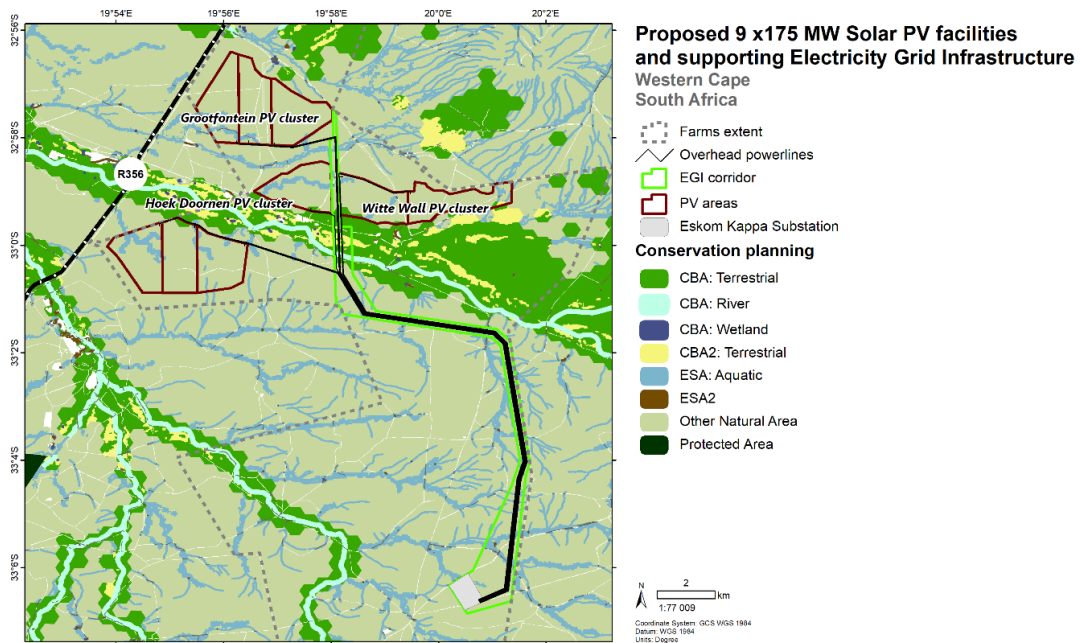 19°54'E 19°56'E 19°58'E 20°0'E 20°2'E
32°56'S
32°58'S
33°0'S
33°2'S
33°4'S
33°6'S
Grootfontein PV cluster
R356
Hoek Doornen PV cluster
Witte Wall PV cluster
Proposed 9 x175 MW Solar PV facilities
and supporting Electricity Grid Infrastructure
Western Cape
South Africa
Farms extent
Overhead powerlines
EGI corridor
PV areas
Eskom Kappa Substation
Conservation planning
CBA: Terrestrial
CBA: River
CBA: Wetland
CBA2: Terrestrial
ESA: Aquatic
ESA2
Other Natural Area
Protected Area
N
2
km
1:77 009
Coordinate System: GCS WGS 1984
Datum: WGS 1984
Units: Degree